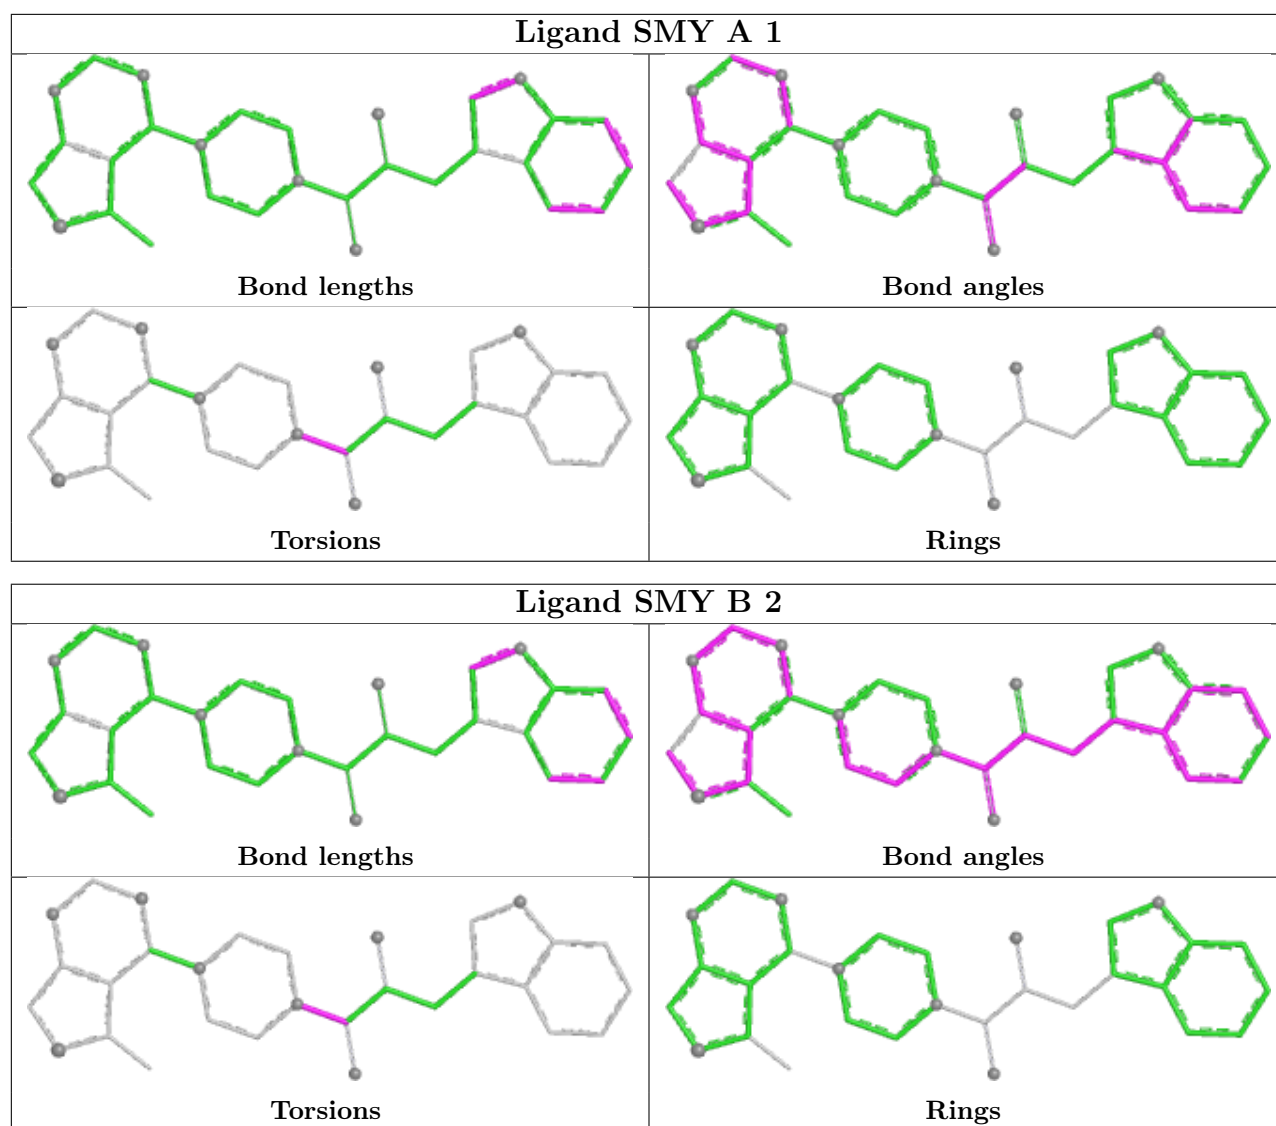 Ligand SMY A 1
Bond lengths
Bond angles
Torsions
Rings
Ligand SMY B 2
Bond lengths
Bond angles
Torsions
Rings